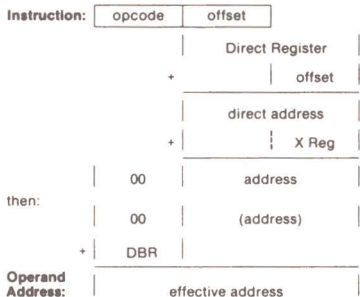 Instruction: opcode offset
Direct Register
+ offset
direct address
+ X Reg
00 address
then:
00 (address)
+ DBR
Operand
Address: effective address